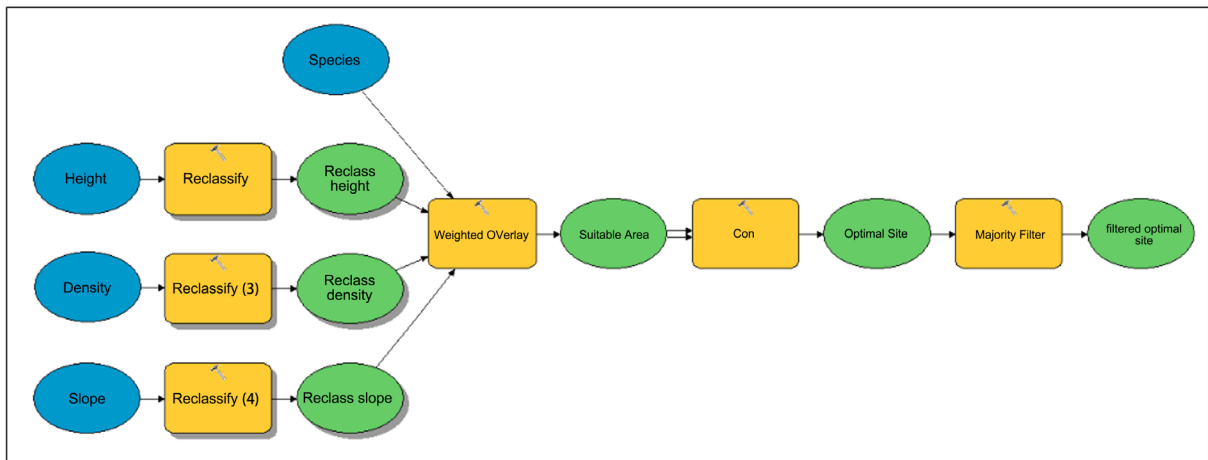 Species
Height
Reclassify
Reclass
height
Weighted OVerlay
Suitable Area
Con
Optimal Site
Majority Filter
filtered optimal
site
Density
Reclassify (3)
Reclass
density
Slope
Reclassify (4)
Reclass slope